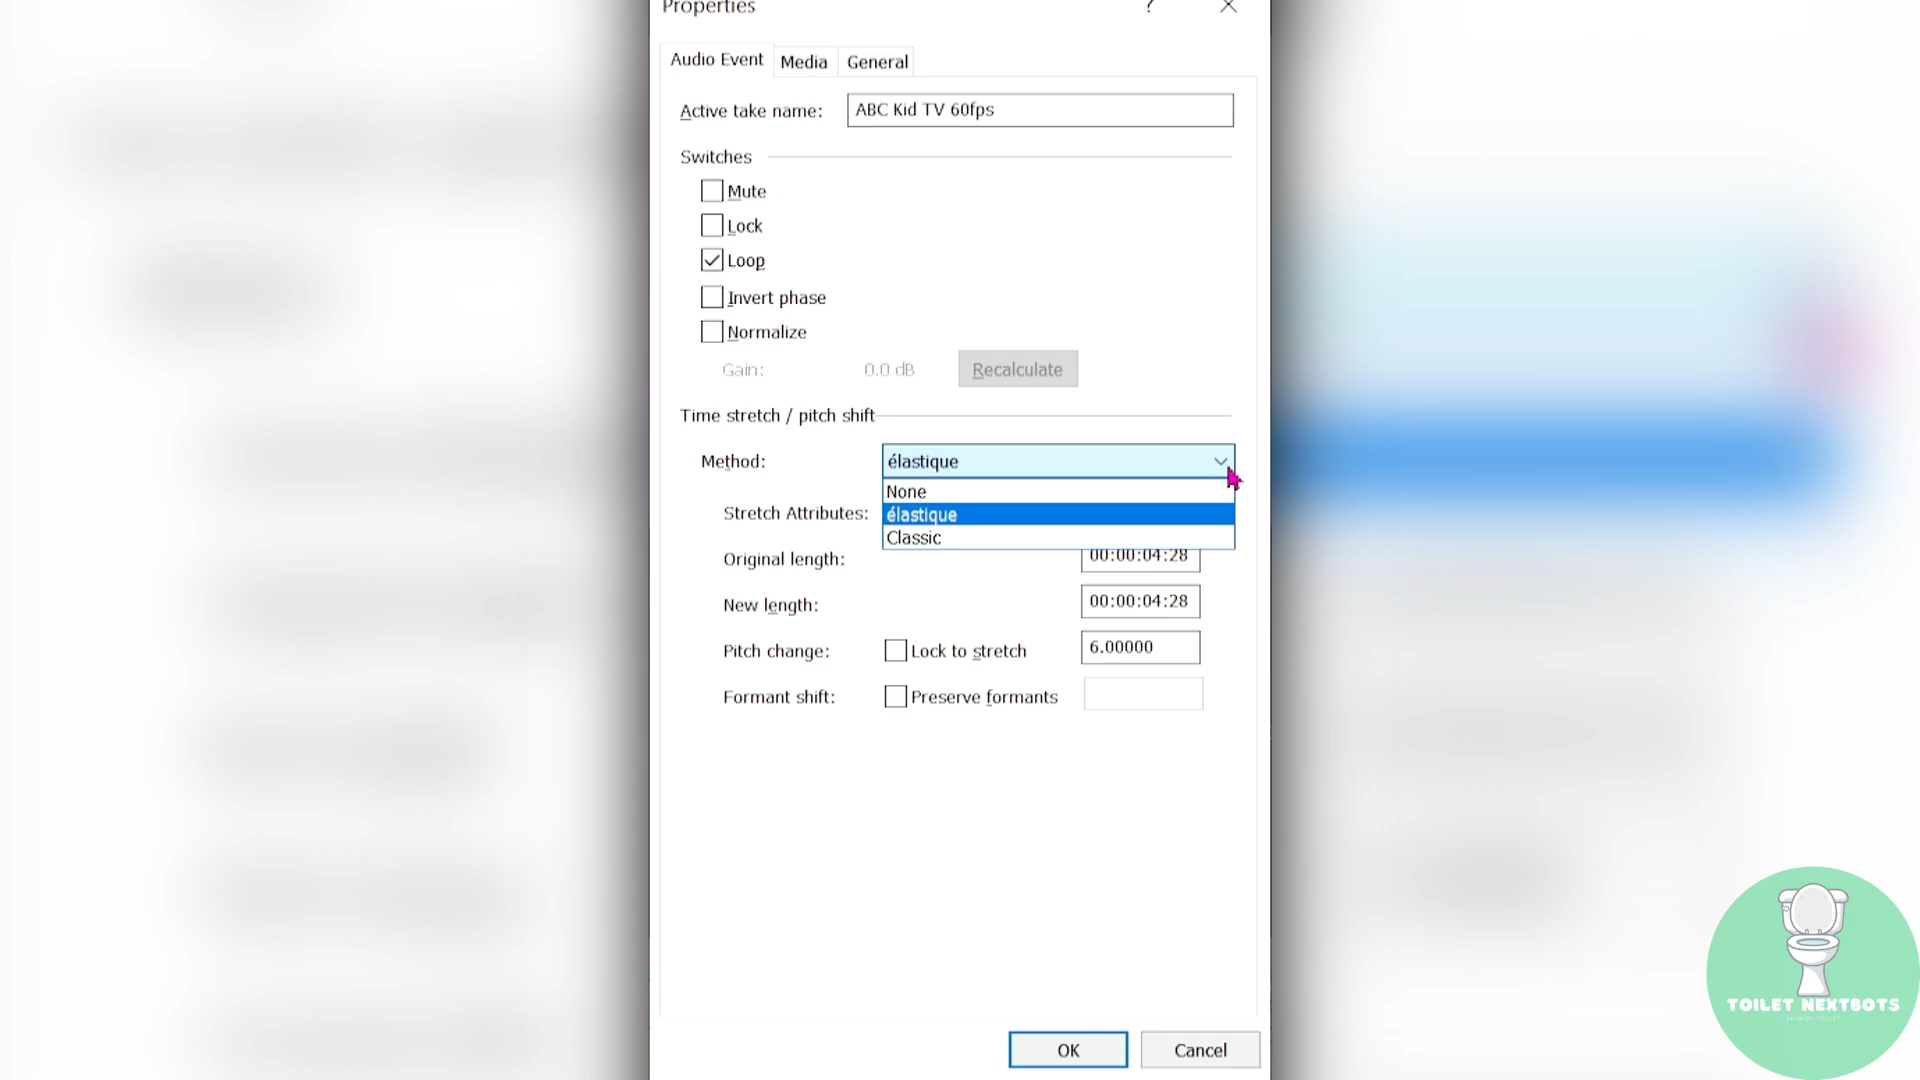 Properties ?
Audio Event Media General
Active take name: ABC Kid TV 60fps
Switches
Mute
Lock
Loop
Invert phase
Normalize
Gain: 0.0 dB Recalculate
Time stretch / pitch shift
Method: élastique
None
Stretch Attributes: élastique
Classic
Original length: 00:00:04:28
New length: 00:00:04:28
Pitch change: Lock to stretch 6.00000
Formant shift: Preserve formants
TOILET NEXTBOTS
OK Cancel